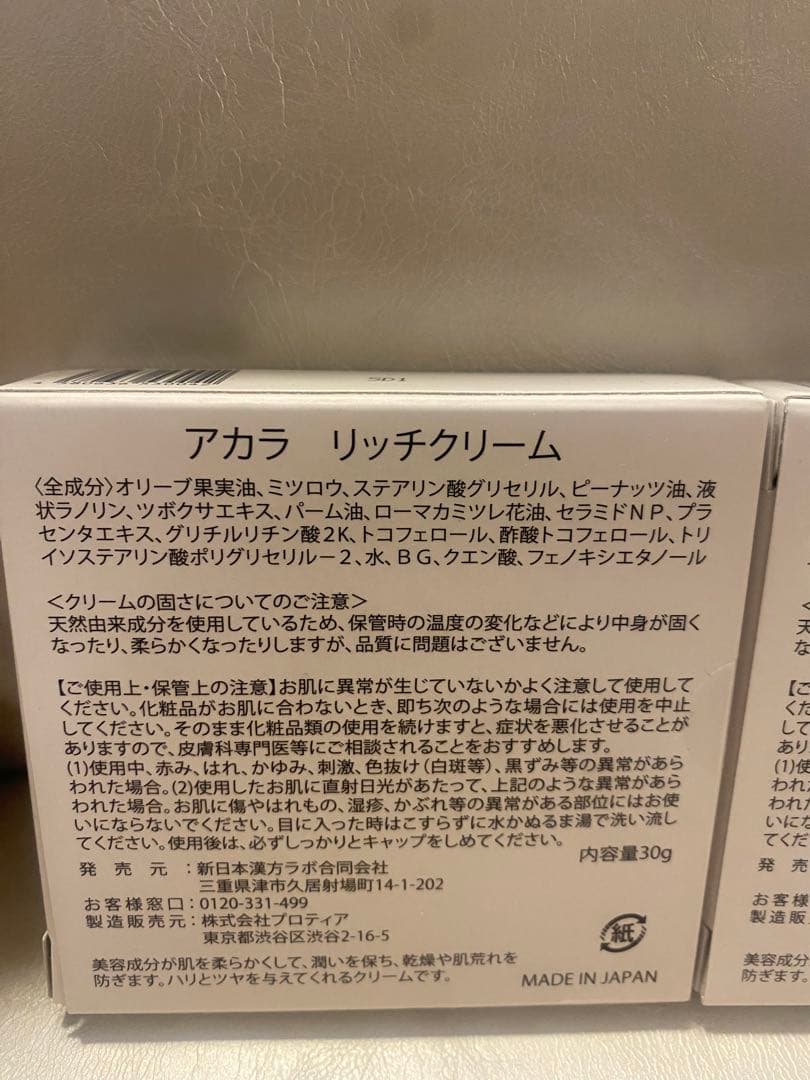 5D1
アカラ　リッチクリーム
〈全成分〉オリーブ果実油、ミツロウ、ステアリン酸グリセリル、ピーナッツ油、液
状ラノリン、ツボクサエキス、パーム油、ローマカミツレ花油、セラミドＮＰ、プラ
センタエキス、グリチルリチン酸２Ｋ、トコフェロール、酢酸トコフェロール、トリ
イソステアリン酸ポリグリセリル－２、水、ＢＧ、クエン酸、フェノキシエタノール
＜クリームの固さについてのご注意＞
天然由来成分を使用しているため、保管時の温度の変化などにより中身が固く
なったり、柔らかくなったりしますが、品質に問題はございません。
【ご使用上・保管上の注意】お肌に異常が生じていないかよく注意して使用して
ください。化粧品がお肌に合わないとき、即ち次のような場合には使用を中止
してください。そのまま化粧品類の使用を続けますと、症状を悪化させることが
ありますので、皮膚科専門医等にご相談されることをおすすめします。
(1)使用中、赤み、はれ、かゆみ、刺激、色抜け（白斑等）、黒ずみ等の異常があら
われた場合。(2)使用したお肌に直射日光があたって、上記のような異常があら
われた場合。お肌に傷やはれもの、湿疹、かぶれ等の異常がある部位にはお使
いにならないでください。目に入った時はこすらずに水かぬるま湯で洗い流し
てください。使用後は、必ずしっかりとキャップをしめてください。
内容量30g
発　売　元　：新日本漢方ラボ合同会社
三重県津市久居射場町14-1-202
お客様窓口：0120-331-499
製造販売元：株式会社プロティア
東京都渋谷区渋谷2-16-5
紙
美容成分が肌を柔らかくして、潤いを保ち、乾燥や肌荒れを
防ぎます。ハリとツヤを与えてくれるクリームです。
MADE IN JAPAN